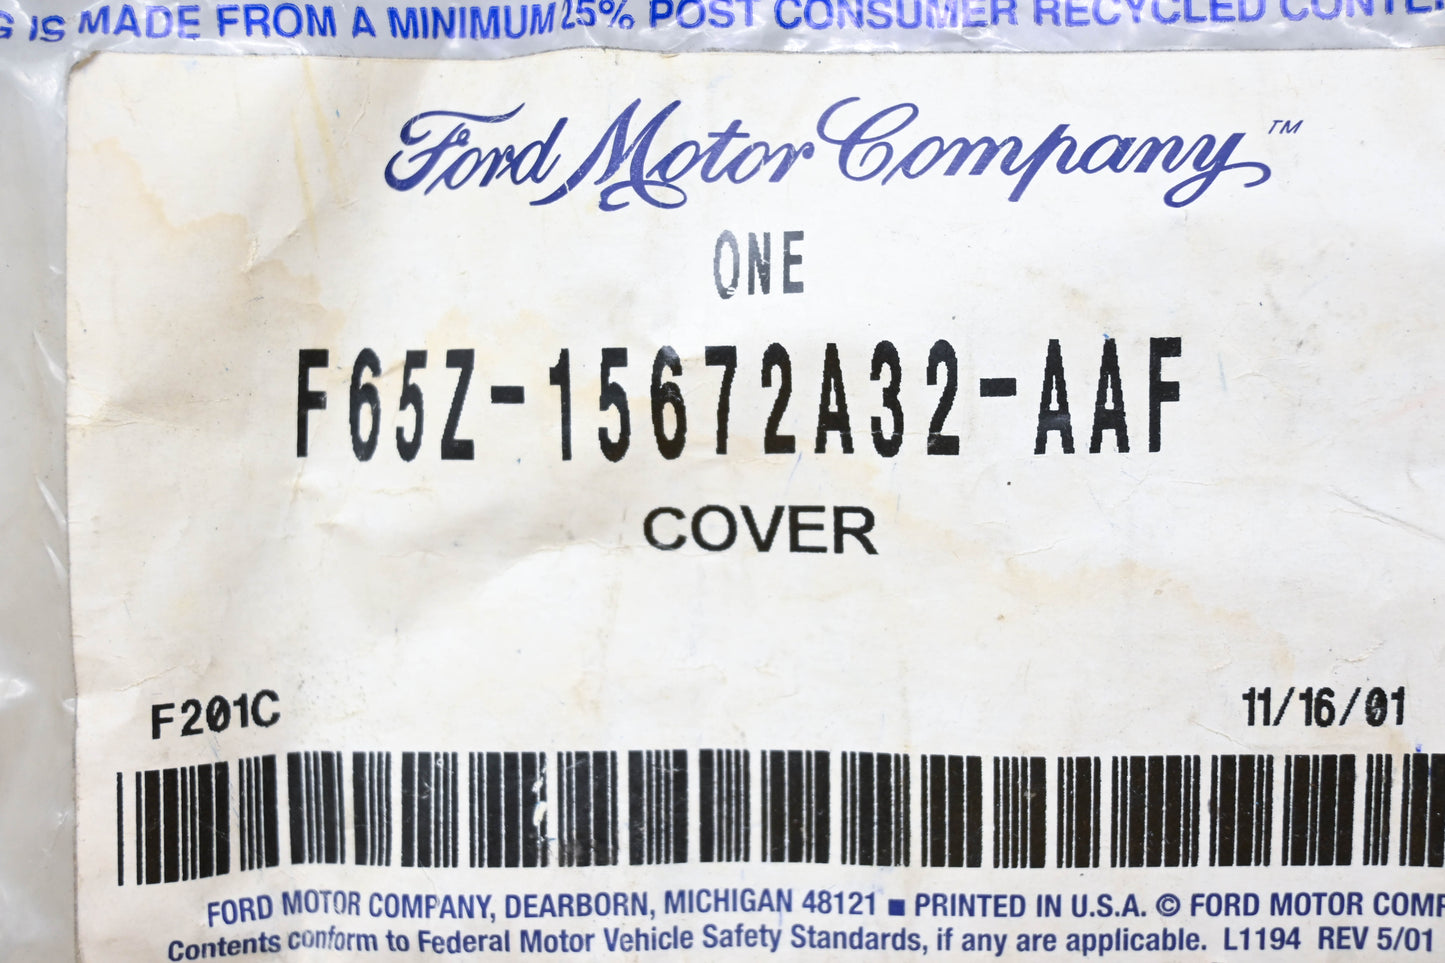 IS MADE FROM A MINIMUM 25% POST CONSUMER RECYCLED
Ford Motor Company™
ONE
F65Z-15672A32-AAF
COVER
F201C 11/16/01
FORD MOTOR COMPANY, DEARBORN, MICHIGAN 48121 ■ PRINTED IN U.S.A. © FORD MOTOR
Contents conform to Federal Motor Vehicle Safety Standards, if any are applicable. L1194 REV 5/01